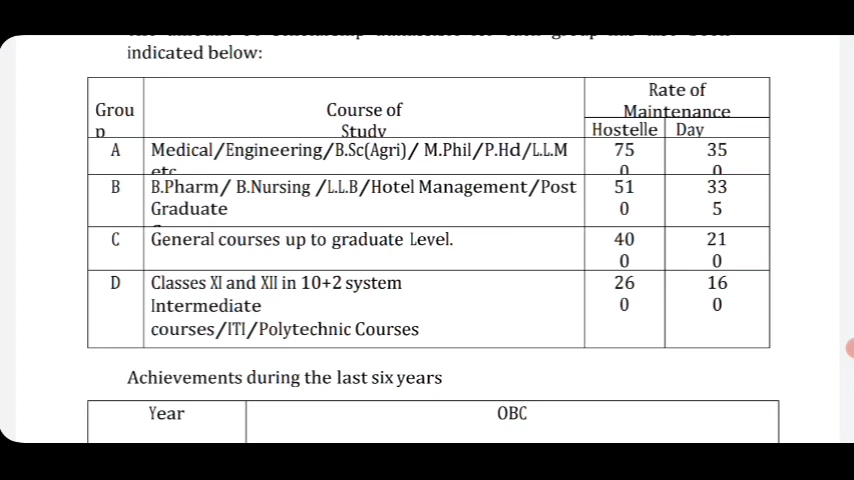 indicated below:
Grou
p
Course of
Study
Rate of
Maintenance
Hostelle
Day
A
Medical/Engineering/B.Sc(Agri)/ M.Phil/P.Hd/L.L.M
etc
75
0
35
0
B
B.Pharm/ B.Nursing /L.L.B/Hotel Management/Post
Graduate
51
0
33
5
C
General courses up to graduate Level.
40
0
21
0
D
Classes XI and XII in 10+2 system
Intermediate
courses/ITI/Polytechnic Courses
26
0
16
0
Achievements during the last six years
Year
OBC